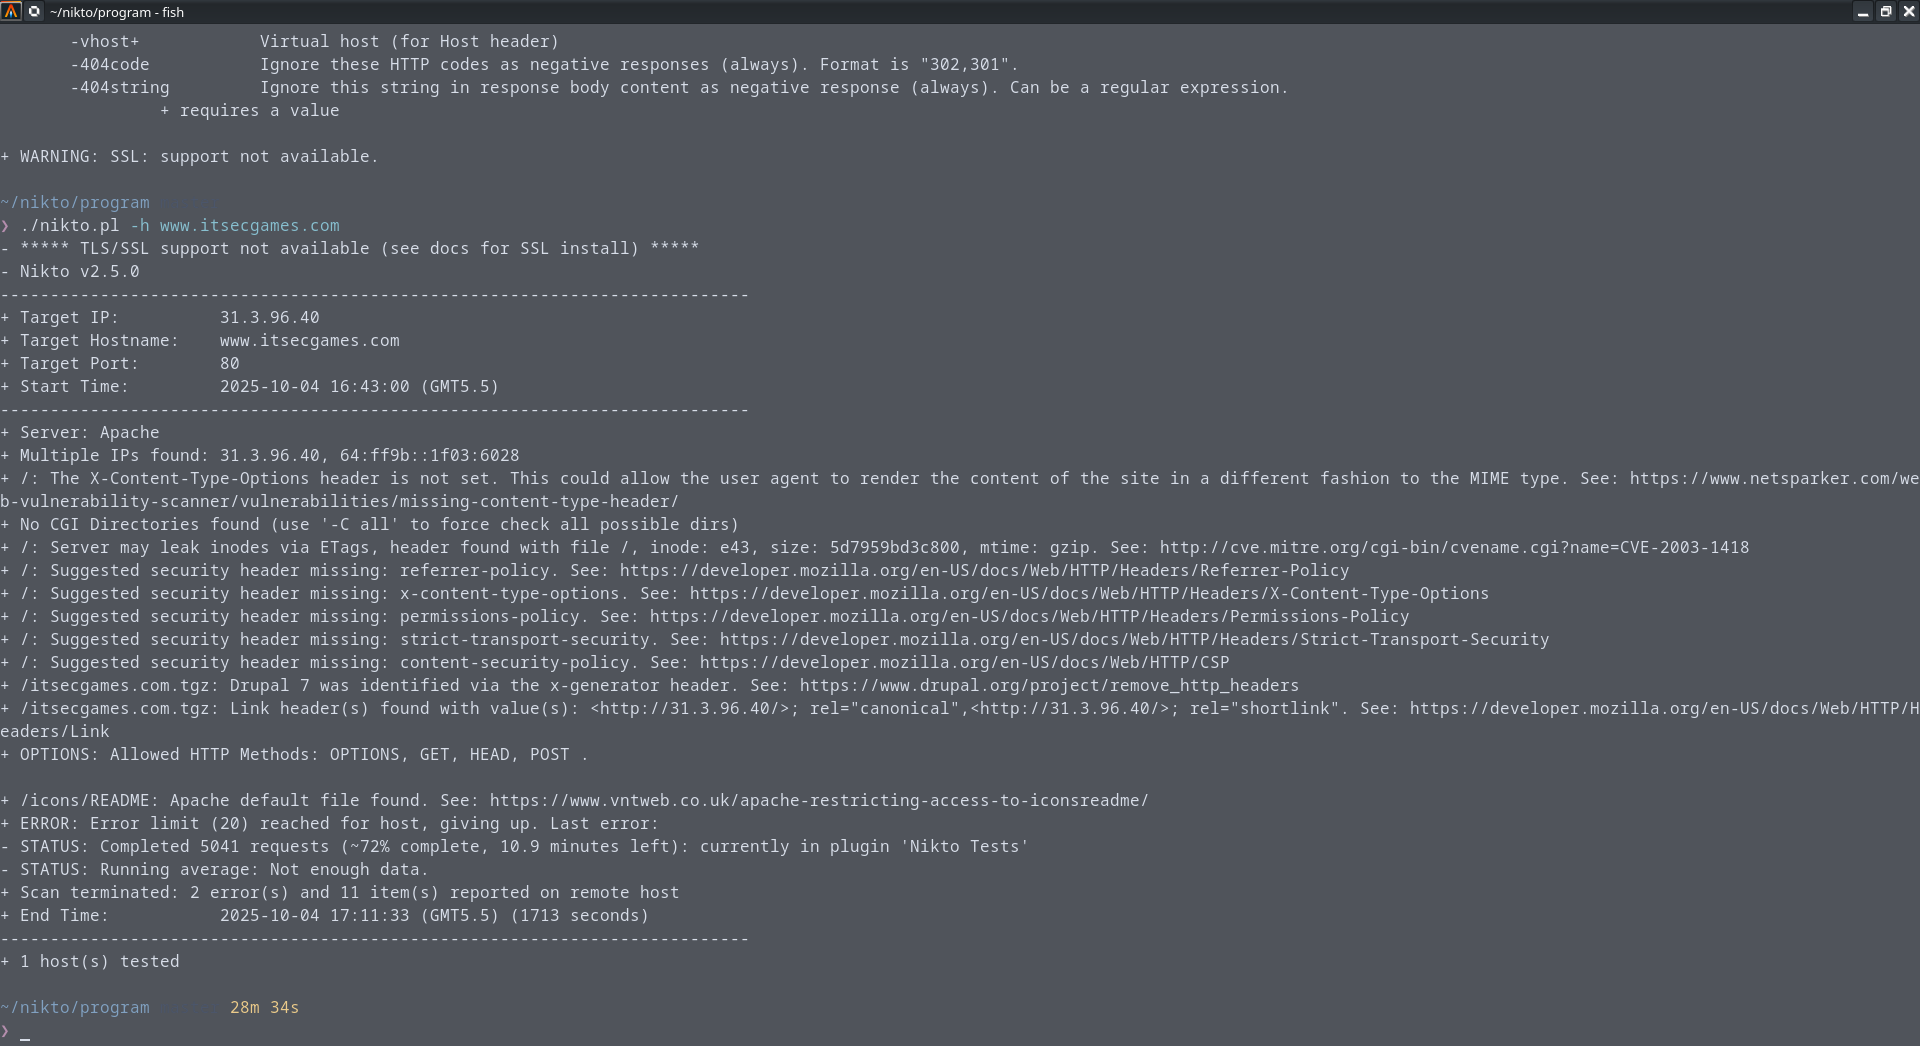 ~/nikto/program - fish
-vhost+            Virtual host (for Host header)
-404code           Ignore these HTTP codes as negative responses (always). Format is "302,301".
-404string         Ignore this string in response body content as negative response (always). Can be a regular expression.
+ requires a value
+ WARNING: SSL: support not available.
~/nikto/program
❯ ./nikto.pl -h www.itsecgames.com
- ***** TLS/SSL support not available (see docs for SSL install) *****
- Nikto v2.5.0
---------------------------------------------------------------------------
+ Target IP:          31.3.96.40
+ Target Hostname:    www.itsecgames.com
+ Target Port:        80
+ Start Time:         2025-10-04 16:43:00 (GMT5.5)
---------------------------------------------------------------------------
+ Server: Apache
+ Multiple IPs found: 31.3.96.40, 64:ff9b::1f03:6028
+ /: The X-Content-Type-Options header is not set. This could allow the user agent to render the content of the site in a different fashion to the MIME type. See: https://www.netsparker.com/we
b-vulnerability-scanner/vulnerabilities/missing-content-type-header/
+ No CGI Directories found (use '-C all' to force check all possible dirs)
+ /: Server may leak inodes via ETags, header found with file /, inode: e43, size: 5d7959bd3c800, mtime: gzip. See: http://cve.mitre.org/cgi-bin/cvename.cgi?name=CVE-2003-1418
+ /: Suggested security header missing: referrer-policy. See: https://developer.mozilla.org/en-US/docs/Web/HTTP/Headers/Referrer-Policy
+ /: Suggested security header missing: x-content-type-options. See: https://developer.mozilla.org/en-US/docs/Web/HTTP/Headers/X-Content-Type-Options
+ /: Suggested security header missing: permissions-policy. See: https://developer.mozilla.org/en-US/docs/Web/HTTP/Headers/Permissions-Policy
+ /: Suggested security header missing: strict-transport-security. See: https://developer.mozilla.org/en-US/docs/Web/HTTP/Headers/Strict-Transport-Security
+ /: Suggested security header missing: content-security-policy. See: https://developer.mozilla.org/en-US/docs/Web/HTTP/CSP
+ /itsecgames.com.tgz: Drupal 7 was identified via the x-generator header. See: https://www.drupal.org/project/remove_http_headers
+ /itsecgames.com.tgz: Link header(s) found with value(s): <http://31.3.96.40/>; rel="canonical",<http://31.3.96.40/>; rel="shortlink". See: https://developer.mozilla.org/en-US/docs/Web/HTTP/H
eaders/Link
+ OPTIONS: Allowed HTTP Methods: OPTIONS, GET, HEAD, POST .
+ /icons/README: Apache default file found. See: https://www.vntweb.co.uk/apache-restricting-access-to-iconsreadme/
+ ERROR: Error limit (20) reached for host, giving up. Last error:
- STATUS: Completed 5041 requests (~72% complete, 10.9 minutes left): currently in plugin 'Nikto Tests'
- STATUS: Running average: Not enough data.
+ Scan terminated: 2 error(s) and 11 item(s) reported on remote host
+ End Time:           2025-10-04 17:11:33 (GMT5.5) (1713 seconds)
---------------------------------------------------------------------------
+ 1 host(s) tested
~/nikto/program        28m 34s
❯ _